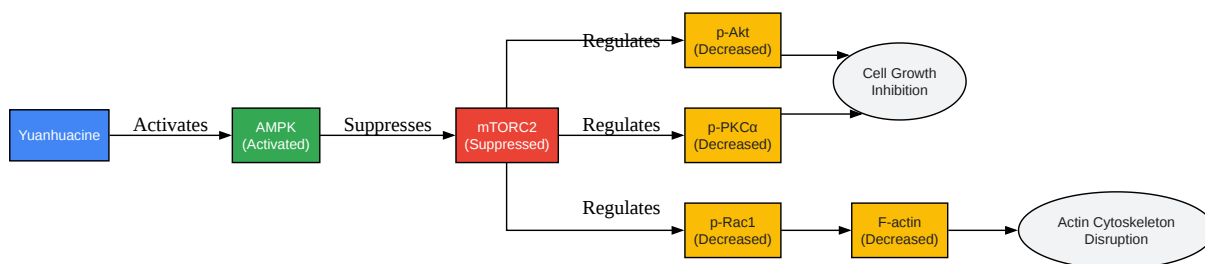 Yuanhuacine
Activates
AMPK
(Activated)
Suppresses
mTORC2
(Suppressed)
Regulates
p-Akt
(Decreased)
Cell Growth
Inhibition
Regulates
p-PKCα
(Decreased)
Regulates
p-Rac1
(Decreased)
F-actin
(Decreased)
Actin Cytoskeleton
Disruption